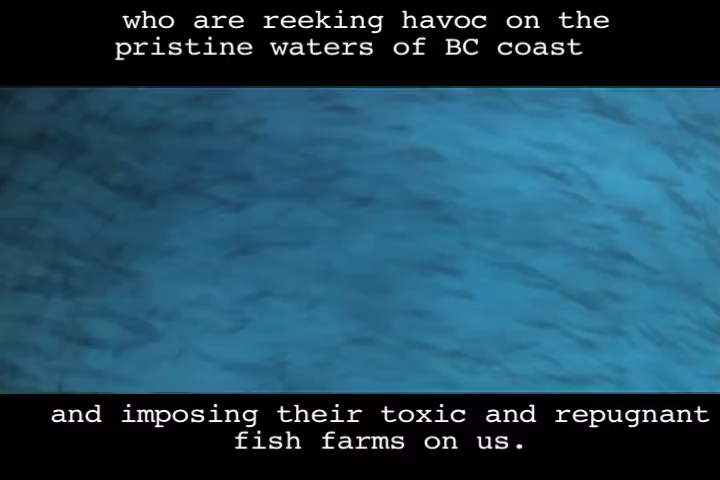 who are reeking havoc on the
pristine waters of BC coast
and imposing their toxic and repugnant
fish farms on us.